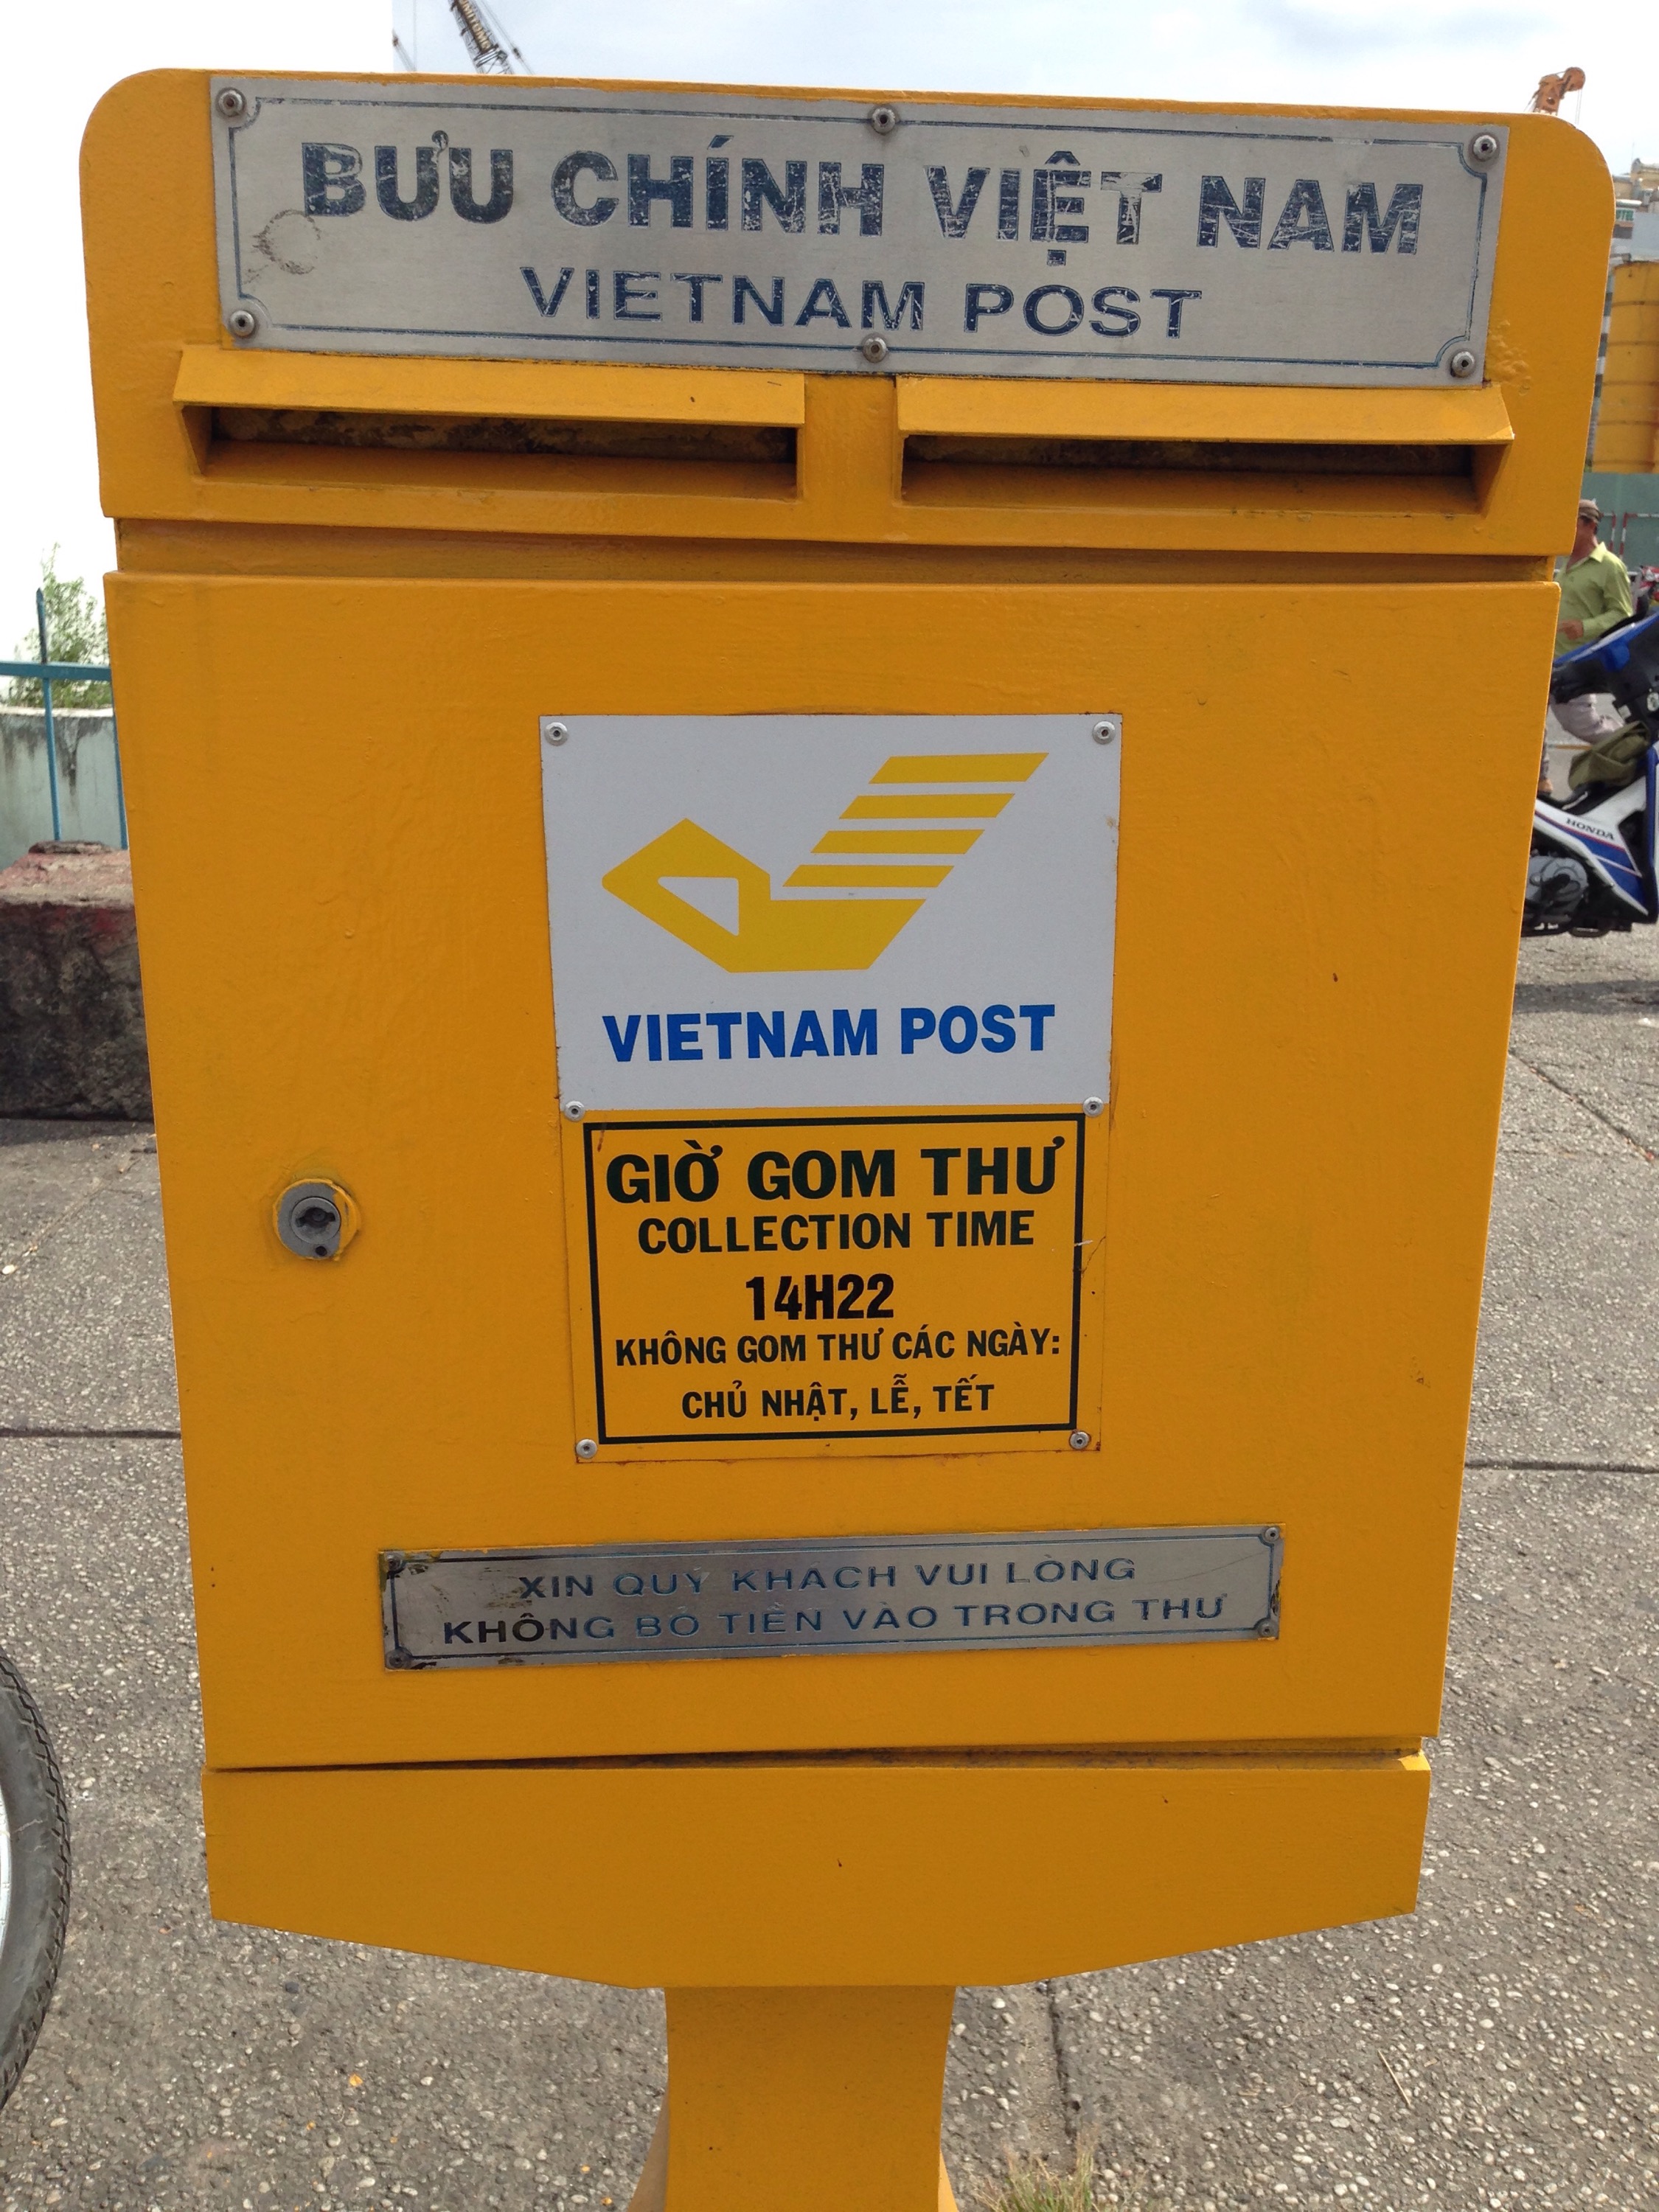 BƯU CHÍNH VIỆT NAM
VIETNAM POST
VIETNAM POST
GIỜ GOM THƯ
COLLECTION TIME
14H22
KHÔNG GOM THƯ CÁC NGÀY:
CHỦ NHẬT, LỄ, TẾT
XIN QUÝ KHÁCH VUI LÒNG
KHÔNG BỎ TIỀN VÀO TRONG THƯ
HONDA